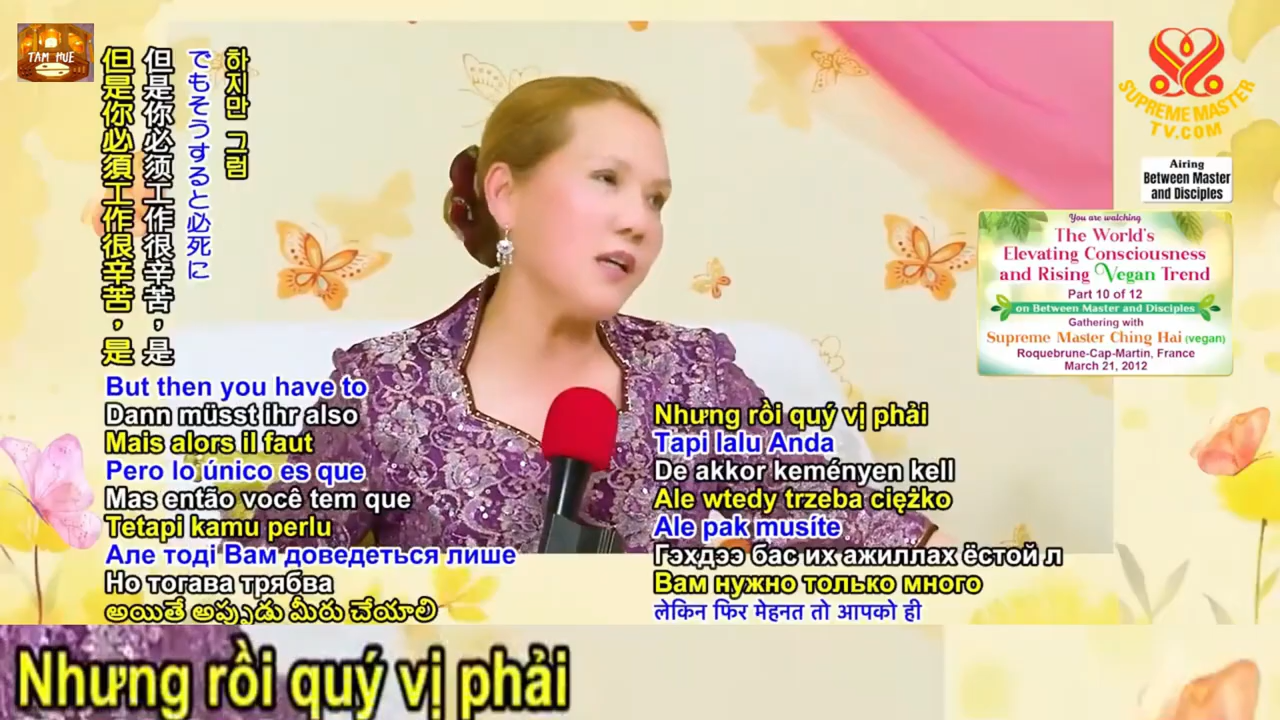 TAM HUE
하지만 그럼
でもそうすると必死に
但是你必须工作很辛苦，是
但是你必須工作很辛苦，是
SUPREME MASTER
TV.COM
Airing
Between Master
and Disciples
You are watching
The World's
Elevating Consciousness
and Rising Vegan Trend
Part 10 of 12
on Between Master and Disciples
Gathering with
Supreme Master Ching Hai (vegan)
Roquebrune-Cap-Martin, France
March 21, 2012
But then you have to
Dann müsst ihr also
Mais alors il faut
Pero lo único es que
Mas então você tem que
Tetapi kamu perlu
Але тоді Вам доведеться лише
Но тогава трябва
అయితే అప్పుడు మీరు చేయాలి
Nhưng rồi quý vị phải
Tapi lalu Anda
De akkor keményen kell
Ale wtedy trzeba ciężko
Ale pak musíte
Гэхдээ бас их ажиллах ёстой л
Вам нужно только много
लेकिन फिर मेहनत तो आपको ही
Nhưng rồi quý vị phải